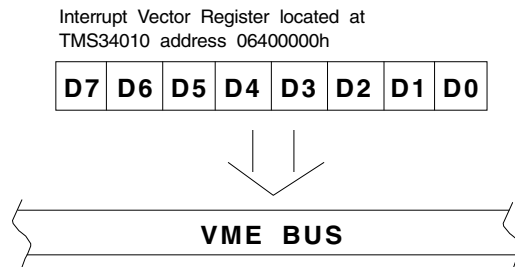 Interrupt Vector Register located at
TMS34010 address 06400000h
D7 D6 D5 D4 D3 D2 D1 D0
VME BUS